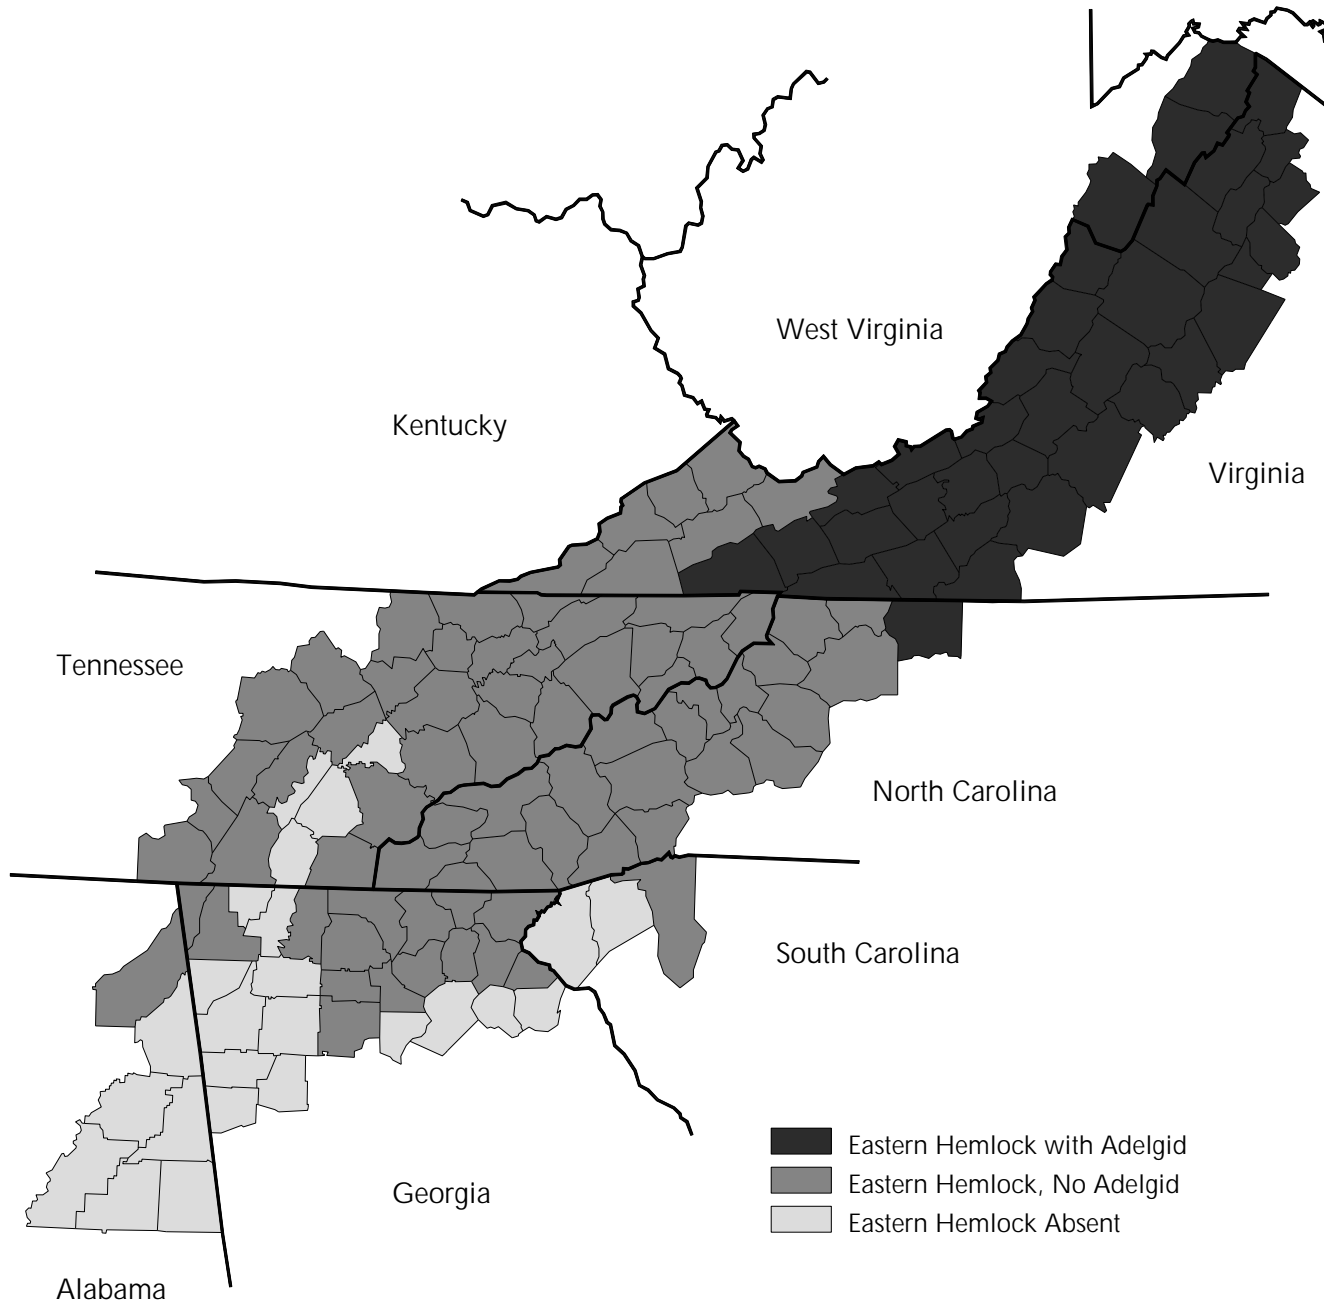 West Virginia
Kentucky
Virginia
Tennessee
North Carolina
South Carolina
Eastern Hemlock with Adelgid
Eastern Hemlock, No Adelgid
Georgia
Eastern Hemlock Absent
Alabama